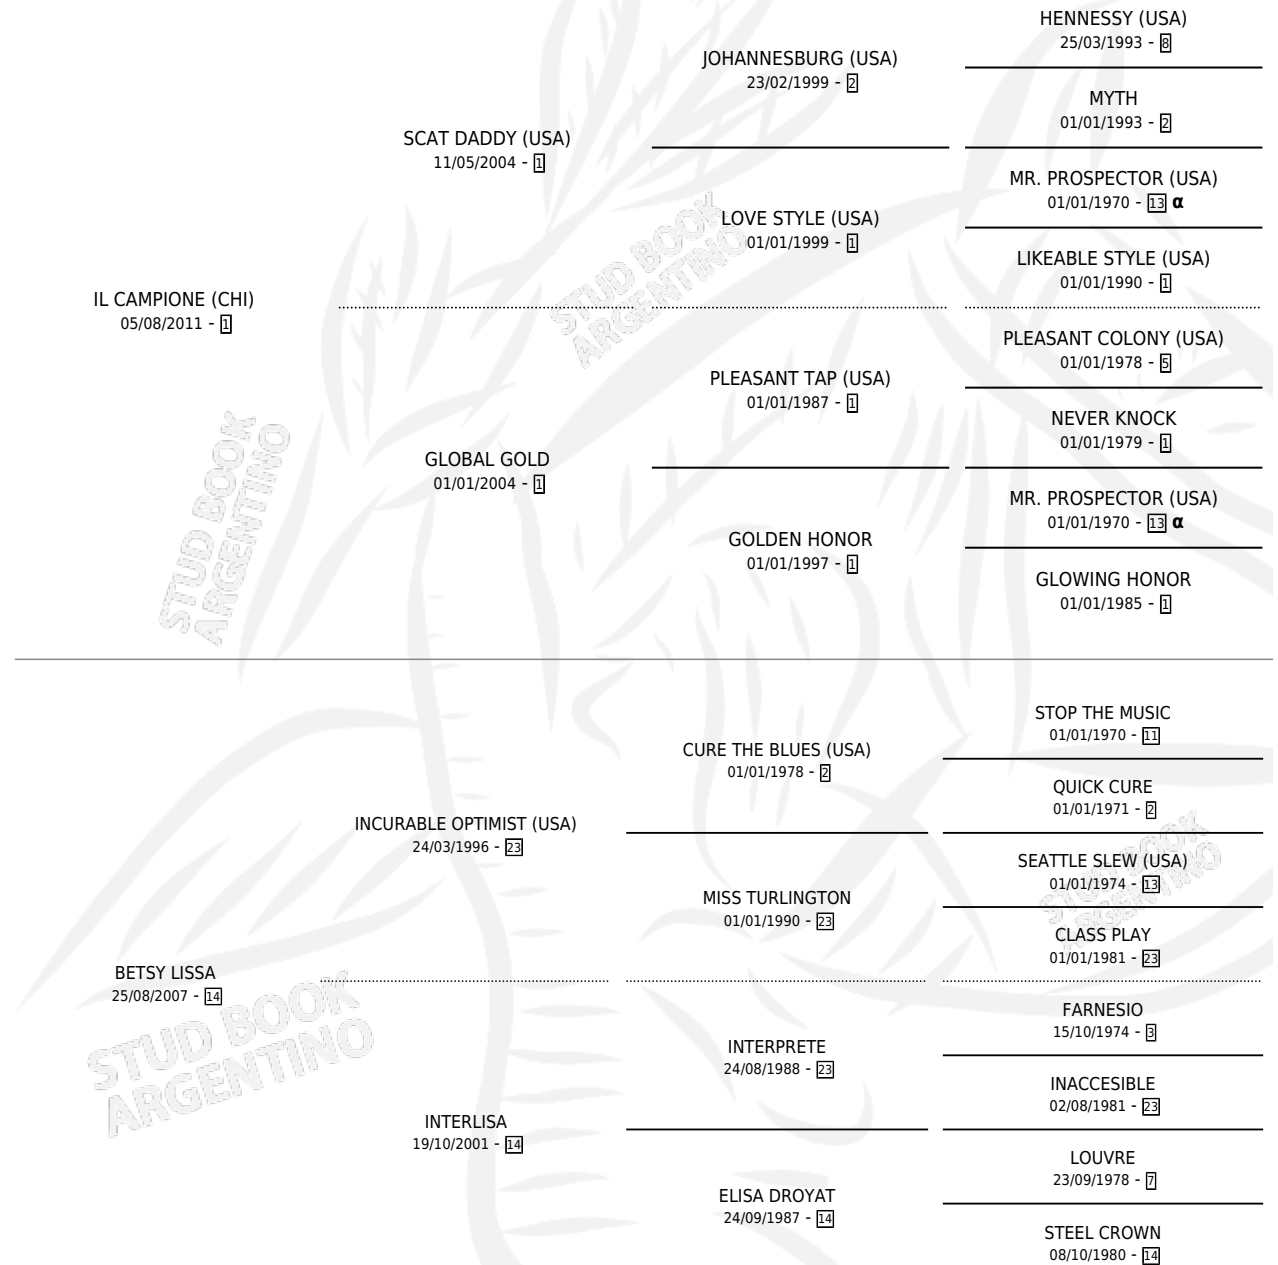 HENNESSY (USA)
25/03/1993 - 8
JOHANNESBURG (USA)
23/02/1999 - 2
MYTH
01/01/1993 - 2
SCAT DADDY (USA)
11/05/2004 - 1
MR. PROSPECTOR (USA)
01/01/1970 - 13 α
LOVE STYLE (USA)
01/01/1999 - 1
LIKEABLE STYLE (USA)
01/01/1990 - 1
IL CAMPIONE (CHI)
05/08/2011 - 1
PLEASANT COLONY (USA)
01/01/1978 - 5
PLEASANT TAP (USA)
01/01/1987 - 1
NEVER KNOCK
01/01/1979 - 1
GLOBAL GOLD
01/01/2004 - 1
MR. PROSPECTOR (USA)
01/01/1970 - 13 α
GOLDEN HONOR
01/01/1997 - 1
GLOWING HONOR
01/01/1985 - 1
STOP THE MUSIC
01/01/1970 - 11
CURE THE BLUES (USA)
01/01/1978 - 2
QUICK CURE
01/01/1971 - 2
INCURABLE OPTIMIST (USA)
24/03/1996 - 23
SEATTLE SLEW (USA)
01/01/1974 - 13
MISS TURLINGTON
01/01/1990 - 23
CLASS PLAY
01/01/1981 - 23
BETSY LISSA
25/08/2007 - 14
FARNESIO
15/10/1974 - 3
INTERPRETE
24/08/1988 - 23
INACCESIBLE
02/08/1981 - 23
INTERLISA
19/10/2001 - 14
LOUVRE
23/09/1978 - 7
ELISA DROYAT
24/09/1987 - 14
STEEL CROWN
08/10/1980 - 14
STUD BOOK
ARGENTINO
STUD BOOK
ARGENTINO
STUD BOOK
ARGENTINO
STUD BOOK
ARGENTINO